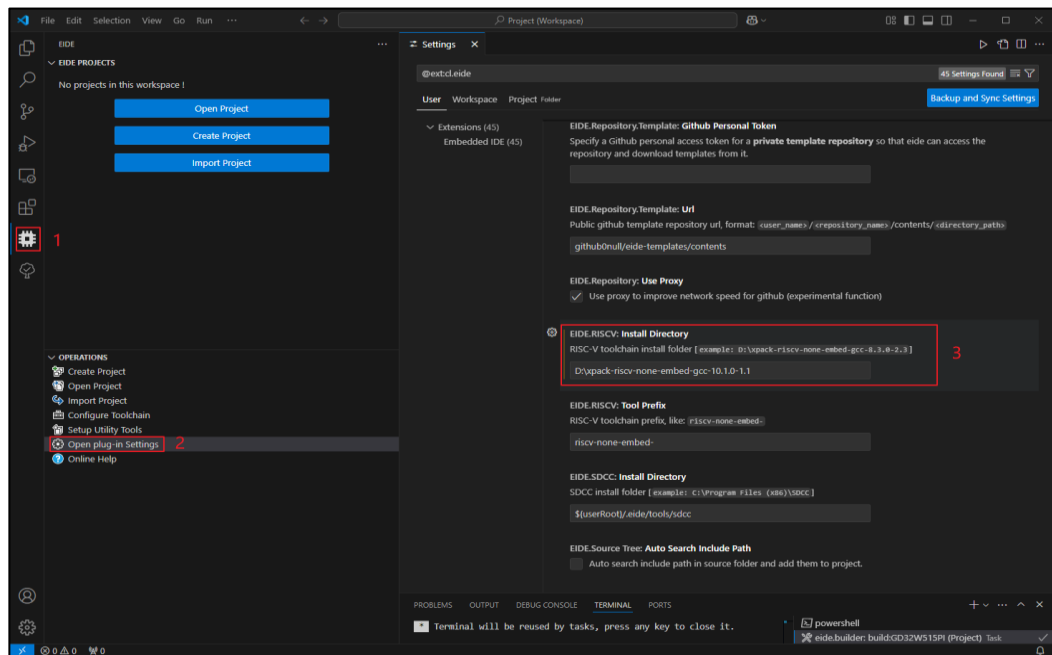 File Edit Selection View Go Run ···
Project (Workspace)
EIDE ···
EIDE PROJECTS
No projects in this workspace !
Open Project
Create Project
Import Project
1
OPERATIONS
Create Project
Open Project
Import Project
Configure Toolchain
Setup Utility Tools
Open plug-in Settings
2
Online Help
Settings
@ext:cl.eide
45 Settings Found
User Workspace Project Folder
Backup and Sync Settings
Extensions (45)
Embedded IDE (45)
EIDE.Repository.Template: Github Personal Token
Specify a Github personal access token for a private template repository so that eide can access the
repository and download templates from it.
EIDE.Repository.Template: Url
Public github template repository url, format: <user_name>/<repository_name>/contents/<directory_path>
github0null/eide-templates/contents
EIDE.Repository: Use Proxy
Use proxy to improve network speed for github (experimental function)
EIDE.RISCV: Install Directory
RISC-V toolchain install folder [example: D:\xpack-riscv-none-embed-gcc-8.3.0-2.3]
D:\xpack-riscv-none-embed-gcc-10.1.0-1.1
3
EIDE.RISCV: Tool Prefix
RISC-V toolchain prefix, like: riscv-none-embed-
riscv-none-embed-
EIDE.SDCC: Install Directory
SDCC install folder [example: C:\Program Files (x86)\SDCC]
${userRoot}/.eide/tools/sdcc
EIDE.Source Tree: Auto Search Include Path
Auto search include path in source folder and add them to project.
PROBLEMS OUTPUT DEBUG CONSOLE TERMINAL PORTS
* Terminal will be reused by tasks, press any key to close it.
powershell
eide.builder: build:GD32W515PI (Project) Task
0 0 0